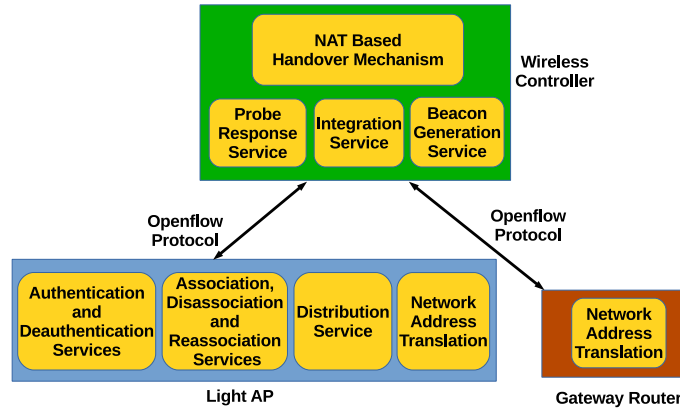 NAT Based
Handover Mechanism
Wireless
Controller
Probe
Response
Service
Integration
Service
Beacon
Generation
Service
Openflow
Protocol
Openflow
Protocol
Authentication
and
Deauthentication
Services
Association,
Disassociation
and
Reassociation
Services
Distribution
Service
Network
Address
Translation
Network
Address
Translation
Light AP
Gateway Router